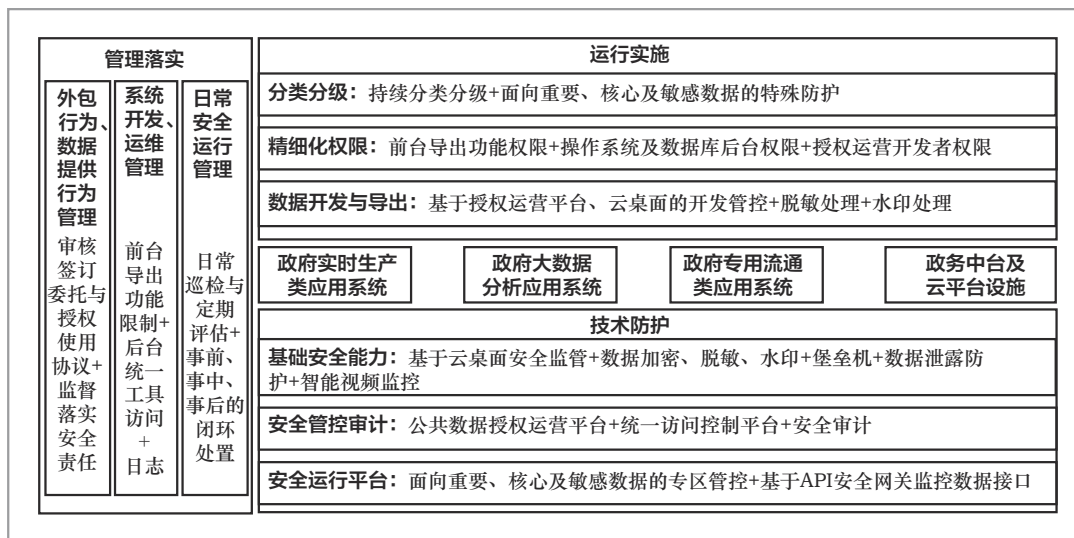 管理落实
外包
行为、
数据
提供
行为
管理
审核
签订
委托与
授权
使用
协议+
监督
落实
安全
责任
系统
开发、
运维
管理
前台
导出
功能
限制+
后台
统一
工具
访问
+
日志
日常
安全
运行
管理
日常
巡检与
定期
评估+
事前、
事中、
事后的
闭环
处置
运行实施
分类分级：持续分类分级+面向重要、核心及敏感数据的特殊防护
精细化权限：前台导出功能权限+操作系统及数据库后台权限+授权运营开发者权限
数据开发与导出：基于授权运营平台、云桌面的开发管控+脱敏处理+水印处理
政府实时生产
类应用系统
政府大数据
分析应用系统
政府专用流通
类应用系统
政务中台及
云平台设施
技术防护
基础安全能力：基于云桌面安全监管+数据加密、脱敏、水印+堡垒机+数据泄露防
护+智能视频监控
安全管控审计：公共数据授权运营平台+统一访问控制平台+安全审计
安全运行平台：面向重要、核心及敏感数据的专区管控+基于API安全网关监控数据接口